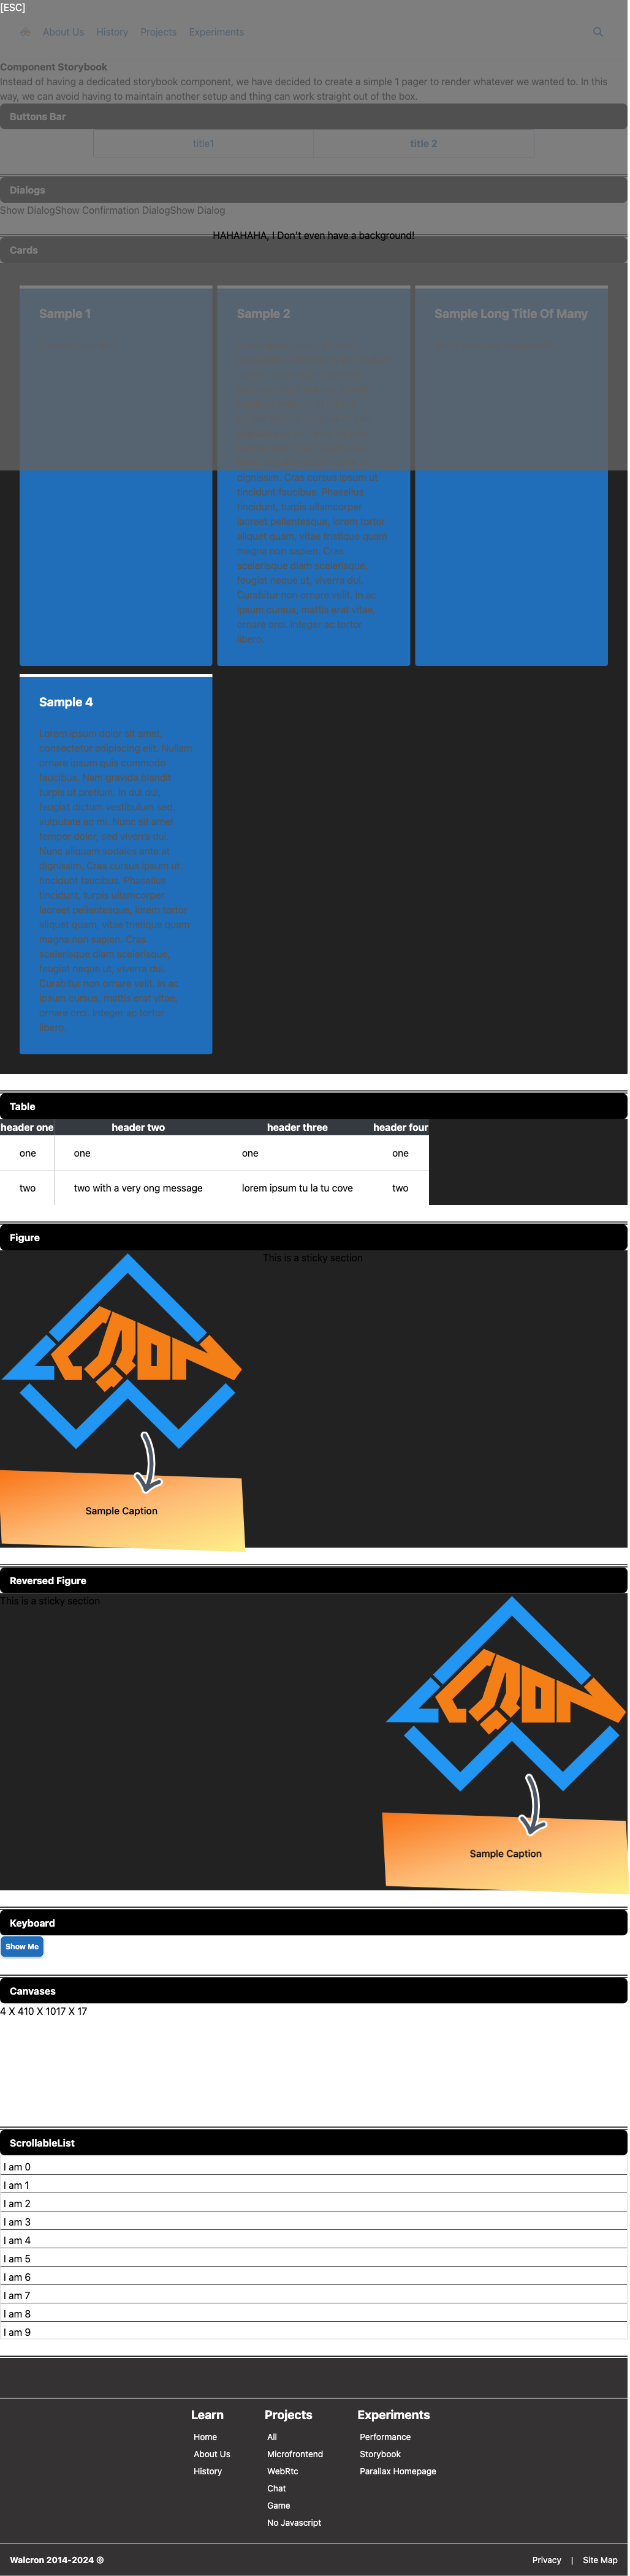 [ESC]
About Us History Projects Experiments
Component Storybook
Instead of having a dedicated storybook component, we have decided to create a simple 1 pager to render whatever we wanted to. In this
way, we can avoid having to maintain another setup and thing can work straight out of the box.
Buttons Bar
title1 title 2
Dialogs
Show DialogShow Confirmation DialogShow Dialog
HAHAHAHA, I Don't even have a background!
Cards
Sample 1
Sample 2
Sample Long Title Of Many
dignissim. Cras cursus ipsum ut
tincidunt faucibus. Phasellus
tincidunt, turpis ullamcorper
laoreet pellentesque, lorem tortor
aliquet quam, vitae tristique quam
magna non sapien. Cras
scelerisque diam scelerisque,
feugiat neque ut, viverra dui.
Curabitur non ornare velit. In ac
ipsum cursus, mattis erat vitae,
ornare orci. Integer ac tortor
libero.
Sample 4
Lorem ipsum dolor sit amet,
consectetur adipiscing elit. Nullam
ornare ipsum quis commodo
faucibus. Nam gravida blandit
turpis et pretium. In dui dui,
feugiat dictum vestibulum sed,
vulputate ac mi. Nunc sit amet
tempor dolor, sed viverra dui.
Nunc aliquam sodales ante at
dignissim. Cras cursus ipsum ut
tincidunt faucibus. Phasellus
tincidunt, turpis ullamcorper
laoreet pellentesque, lorem tortor
aliquet quam, vitae tristique quam
magna non sapien. Cras
scelerisque diam scelerisque,
feugiat neque ut, viverra dui.
Curabitur non ornare velit. In ac
ipsum cursus, mattis erat vitae,
ornare orci. Integer ac tortor
libero.
Table
header one header two header three header four
one one one one
two two with a very ong message lorem ipsum tu la tu cove two
Figure
This is a sticky section
Sample Caption
Reversed Figure
This is a sticky section
Sample Caption
Keyboard
Show Me
Canvases
4 X 410 X 1017 X 17
ScrollableList
I am 0
I am 1
I am 2
I am 3
I am 4
I am 5
I am 6
I am 7
I am 8
I am 9
Learn Projects Experiments
Home All Performance
About Us Microfrontend Storybook
History WebRtc Parallax Homepage
Chat
Game
No Javascript
Walcron 2014-2024 © Privacy | Site Map